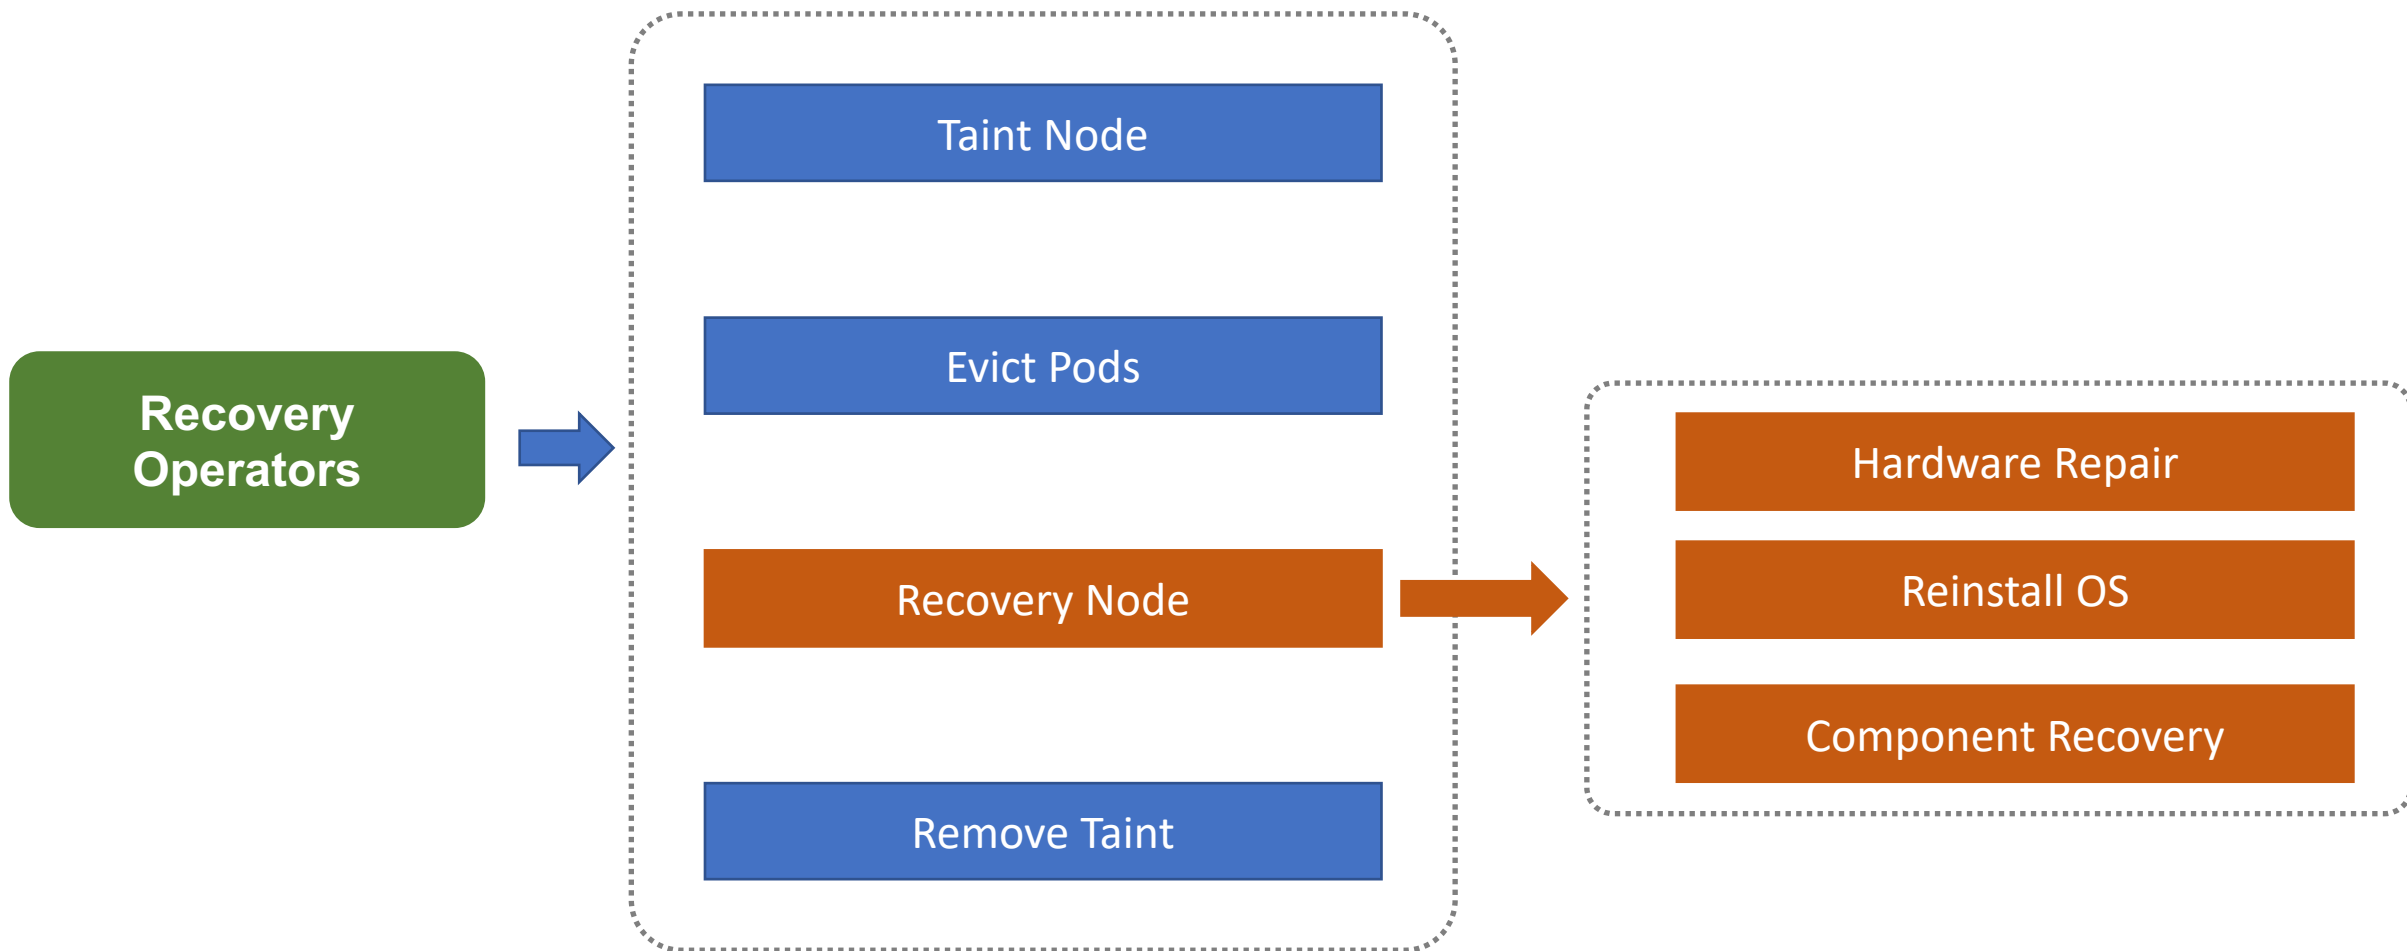 Recovery
Operators
Taint Node
Evict Pods
Recovery Node
Remove Taint
Hardware Repair
Reinstall OS
Component Recovery